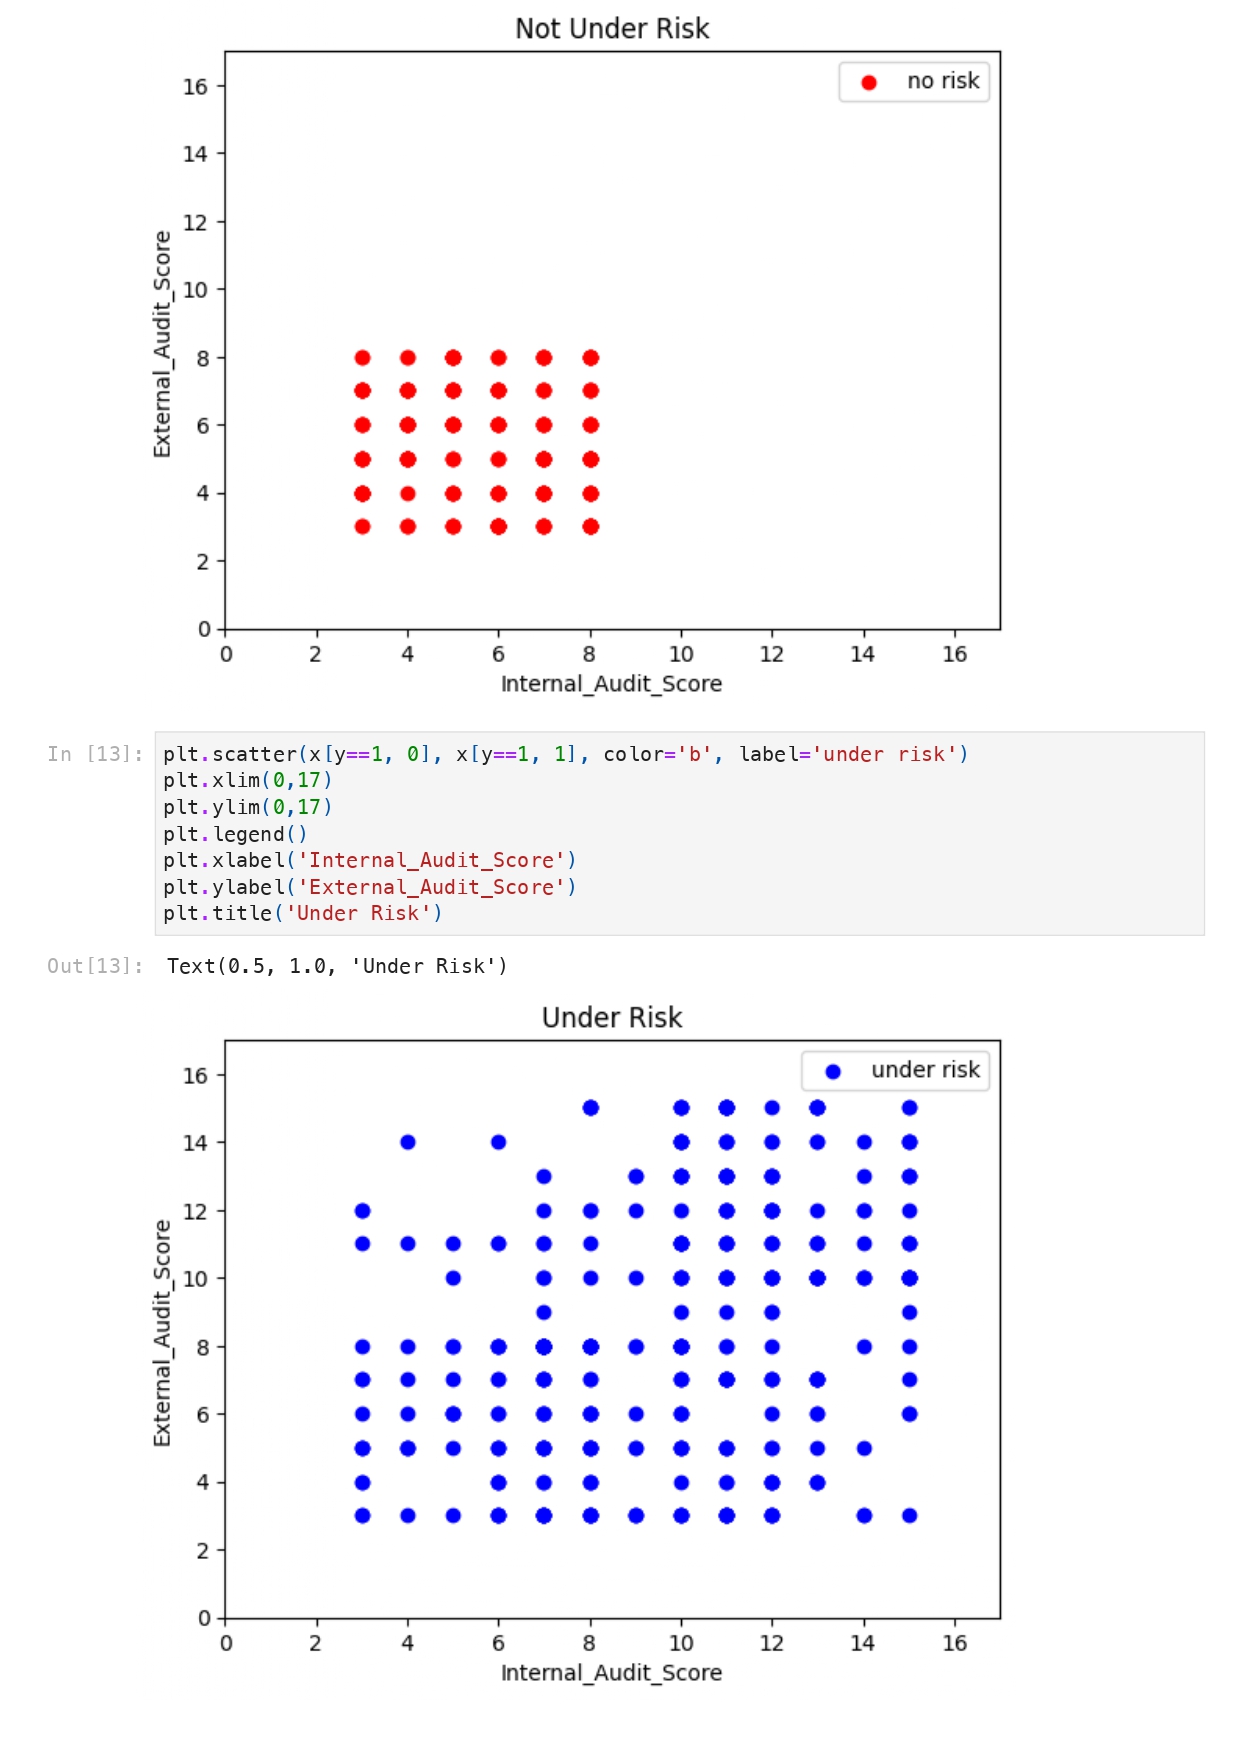 Not Under Risk
no risk
16
14
12
10
8
6
4
2
0
External_Audit_Score
0 2 4 6 8 10 12 14 16
Internal_Audit_Score
In [13]: plt.scatter(x[y==1, 0], x[y==1, 1], color='b', label='under risk')
plt.xlim(0,17)
plt.ylim(0,17)
plt.legend()
plt.xlabel('Internal_Audit_Score')
plt.ylabel('External_Audit_Score')
plt.title('Under Risk')
Out[13]: Text(0.5, 1.0, 'Under Risk')
Under Risk
under risk
16
14
12
10
8
6
4
2
0
External_Audit_Score
0 2 4 6 8 10 12 14 16
Internal_Audit_Score